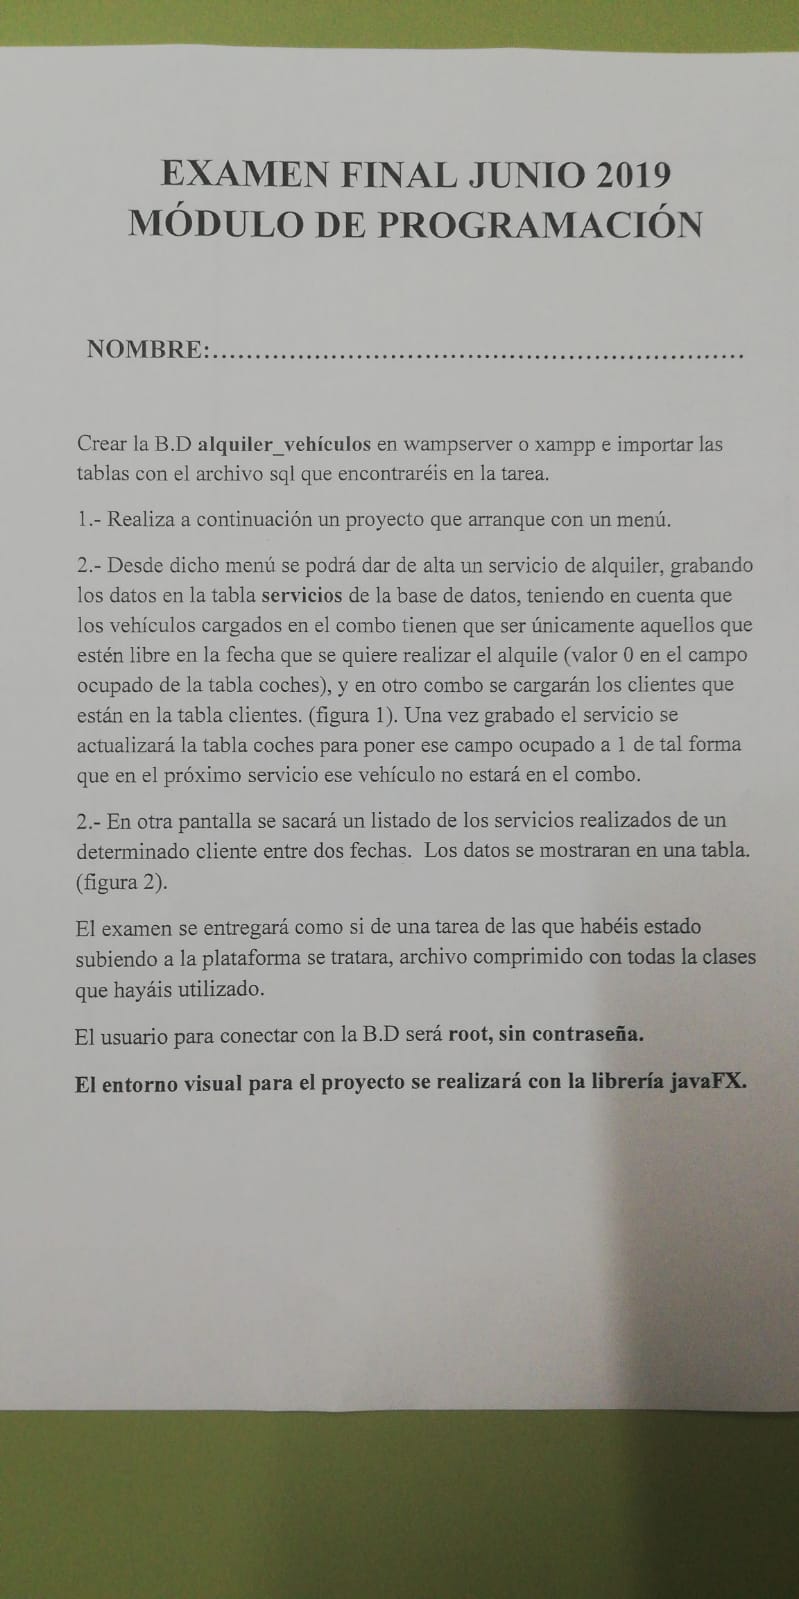 EXAMEN FINAL JUNIO 2019
MÓDULO DE PROGRAMACIÓN
NOMBRE:...............................................................
Crear la B.D alquiler_vehículos en wampserver o xampp e importar las
tablas con el archivo sql que encontraréis en la tarea.
1.- Realiza a continuación un proyecto que arranque con un menú.
2.- Desde dicho menú se podrá dar de alta un servicio de alquiler, grabando
los datos en la tabla servicios de la base de datos, teniendo en cuenta que
los vehículos cargados en el combo tienen que ser únicamente aquellos que
estén libre en la fecha que se quiere realizar el alquile (valor 0 en el campo
ocupado de la tabla coches), y en otro combo se cargarán los clientes que
están en la tabla clientes. (figura 1). Una vez grabado el servicio se
actualizará la tabla coches para poner ese campo ocupado a 1 de tal forma
que en el próximo servicio ese vehículo no estará en el combo.
2.- En otra pantalla se sacará un listado de los servicios realizados de un
determinado cliente entre dos fechas. Los datos se mostraran en una tabla.
(figura 2).
El examen se entregará como si de una tarea de las que habéis estado
subiendo a la plataforma se tratara, archivo comprimido con todas la clases
que hayáis utilizado.
El usuario para conectar con la B.D será root, sin contraseña.
El entorno visual para el proyecto se realizará con la librería javaFX.